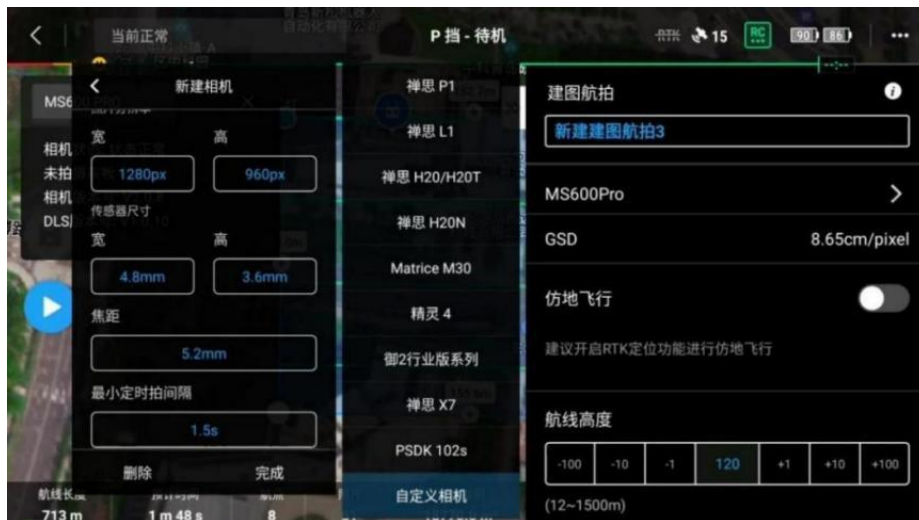 当前正常
P 挡 - 待机
RTK
15
RC
90
86
新建相机
MS6
宽
高
1280px
960px
相机
未拍
相机
DLS
传感器尺寸
宽
高
4.8mm
3.6mm
焦距
5.2mm
最小定时拍间隔
1.5s
删除
完成
航线长度
713 m
1 m 48 s
8
禅思 P1
禅思 L1
禅思 H20/H20T
禅思 H20N
Matrice M30
精灵 4
御2行业版系列
禅思 X7
PSDK 102s
自定义相机
建图航拍
新建建图航拍3
MS600Pro
GSD
8.65cm/pixel
仿地飞行
建议开启RTK定位功能进行仿地飞行
航线高度
-100
-10
-1
120
+1
+10
+100
(12~1500m)